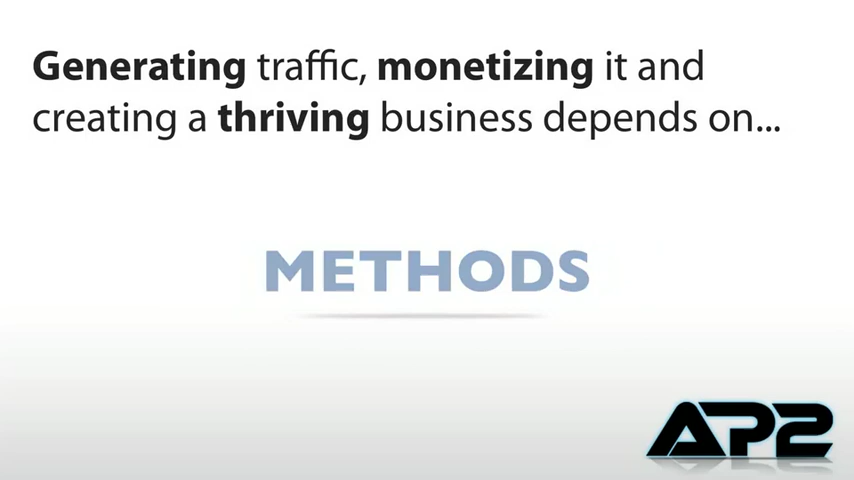 Generating traffic, monetizing it and
creating a thriving business depends on...
METHODS
AP2